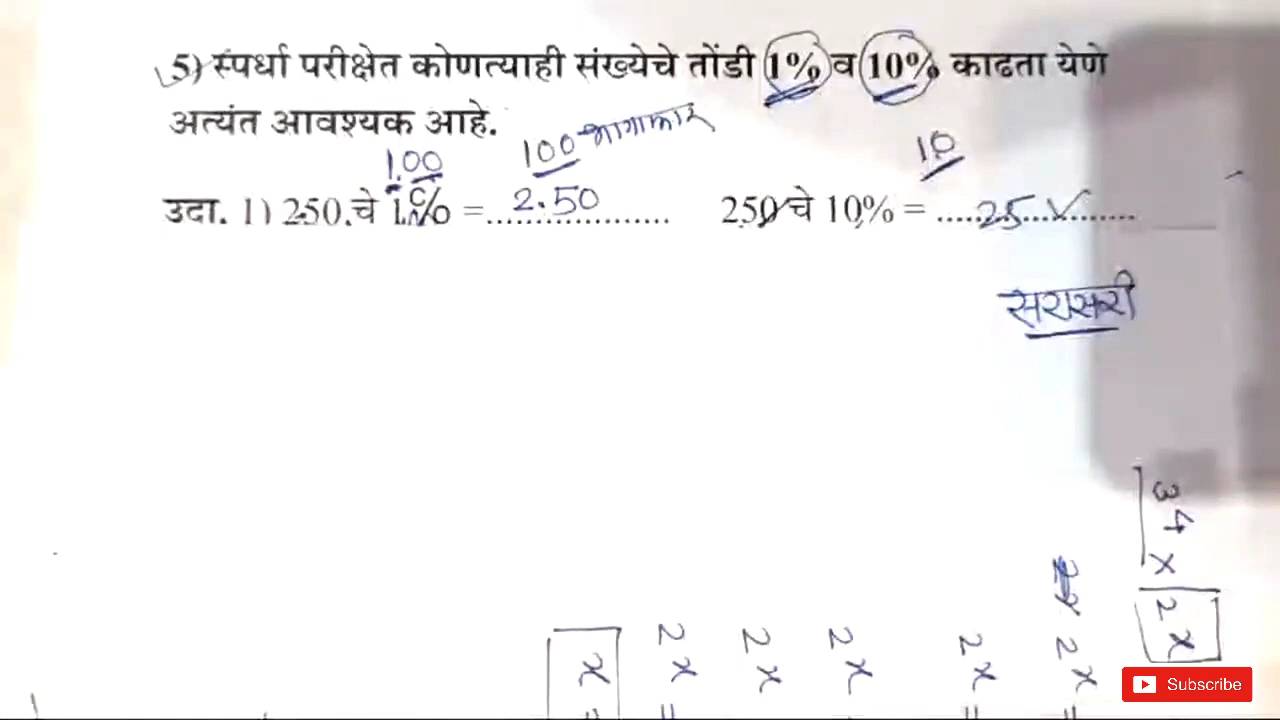 5) स्पर्धा परीक्षेत कोणत्याही संख्येचे तोंडी 1% व 10% काढता येणे
अत्यंत आवश्यक आहे.
1.00 100 भागाकार 10
उदा. 1) 250 चे 1% = 2.50 250 चे 10% = 25
सरासरी
34x
2x
2x
2x
2x
2x
2x
x
Subscribe